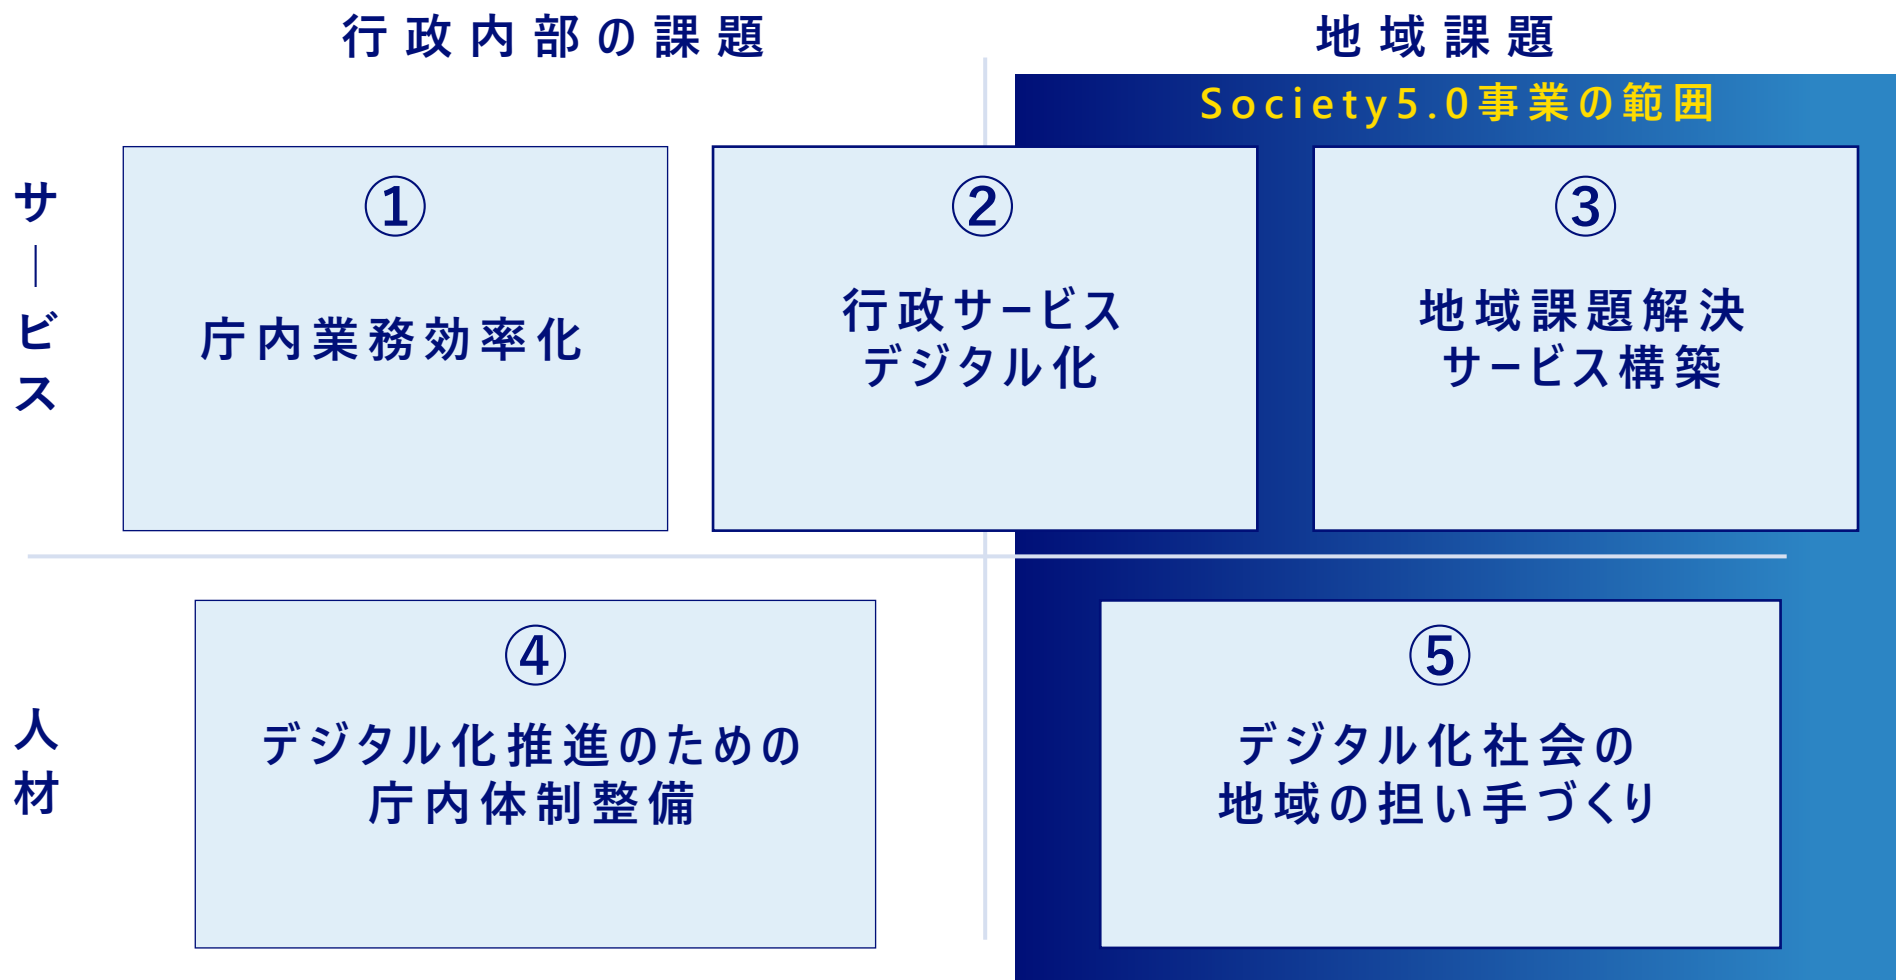 行政内部の課題
地域課題
Society5.0事業の範囲
サービス
①
庁内業務効率化
②
行政サービス
デジタル化
③
地域課題解決
サービス構築
人材
④
デジタル化推進のための
庁内体制整備
⑤
デジタル化社会の
地域の担い手づくり